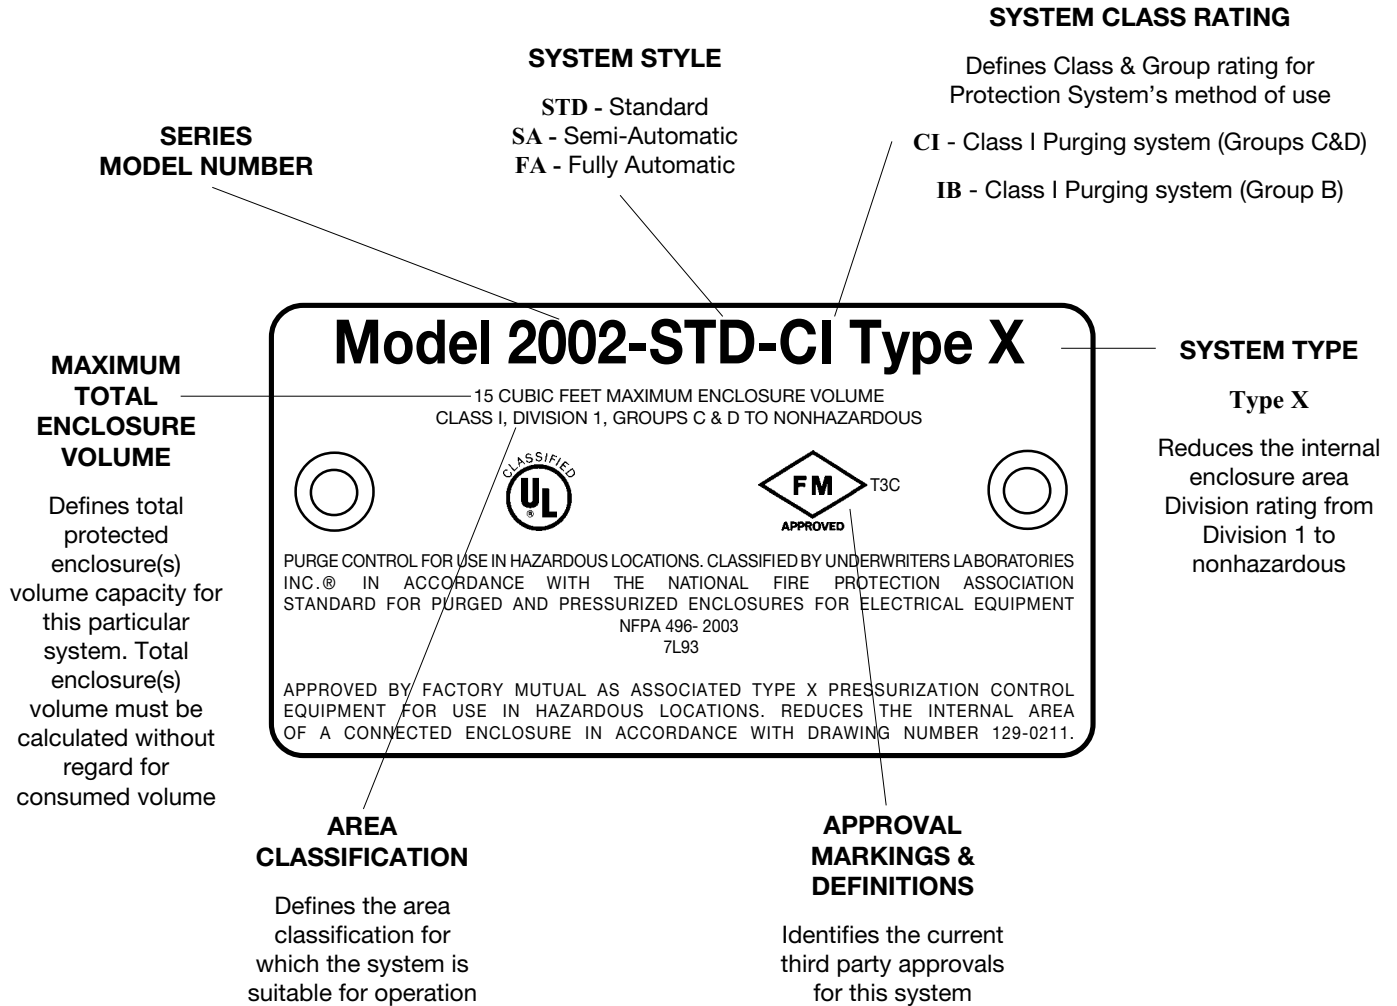 SYSTEM CLASS RATING
Defines Class & Group rating for
Protection System's method of use
CI - Class I Purging system (Groups C&D)
IB - Class I Purging system (Group B)
SYSTEM STYLE
STD - Standard
SA - Semi-Automatic
FA - Fully Automatic
SERIES
MODEL NUMBER
Model 2002-STD-CI Type X
15 CUBIC FEET MAXIMUM ENCLOSURE VOLUME
CLASS I, DIVISION 1, GROUPS C & D TO NONHAZARDOUS
CLASSIFIED
UL
®
FM
T3C
APPROVED
PURGE CONTROL FOR USE IN HAZARDOUS LOCATIONS. CLASSIFIED BY UNDERWRITERS LABORATORIES
INC.® IN ACCORDANCE WITH THE NATIONAL FIRE PROTECTION ASSOCIATION
STANDARD FOR PURGED AND PRESSURIZED ENCLOSURES FOR ELECTRICAL EQUIPMENT
NFPA 496- 2003
7L93
APPROVED BY FACTORY MUTUAL AS ASSOCIATED TYPE X PRESSURIZATION CONTROL
EQUIPMENT FOR USE IN HAZARDOUS LOCATIONS. REDUCES THE INTERNAL AREA
OF A CONNECTED ENCLOSURE IN ACCORDANCE WITH DRAWING NUMBER 129-0211.
MAXIMUM
TOTAL
ENCLOSURE
VOLUME
Defines total
protected
enclosure(s)
volume capacity for
this particular
system. Total
enclosure(s)
volume must be
calculated without
regard for
consumed volume
SYSTEM TYPE
Type X
Reduces the internal
enclosure area
Division rating from
Division 1 to
nonhazardous
AREA
CLASSIFICATION
Defines the area
classification for
which the system is
suitable for operation
APPROVAL
MARKINGS &
DEFINITIONS
Identifies the current
third party approvals
for this system